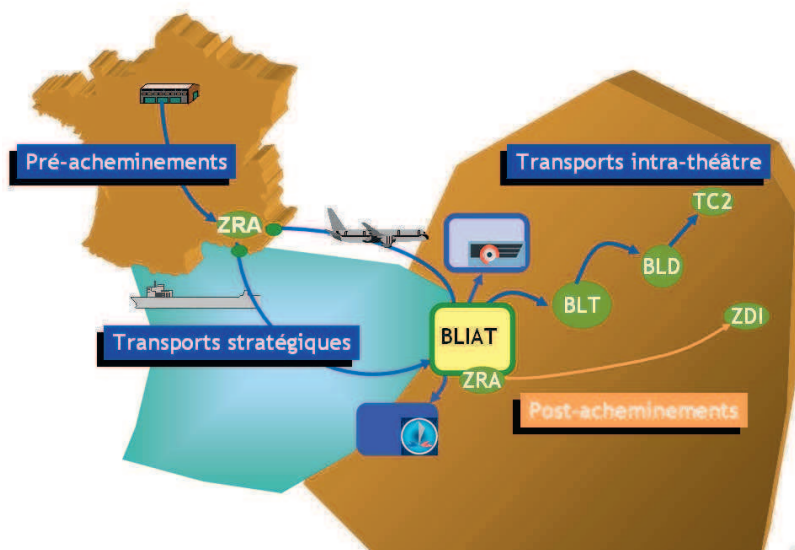 Pré-acheminements
Transports intra-théâtre
TC2
ZRA
BLD
BLT
ZDI
BLIAT
Transports stratégiques
ZRA
Post-acheminements